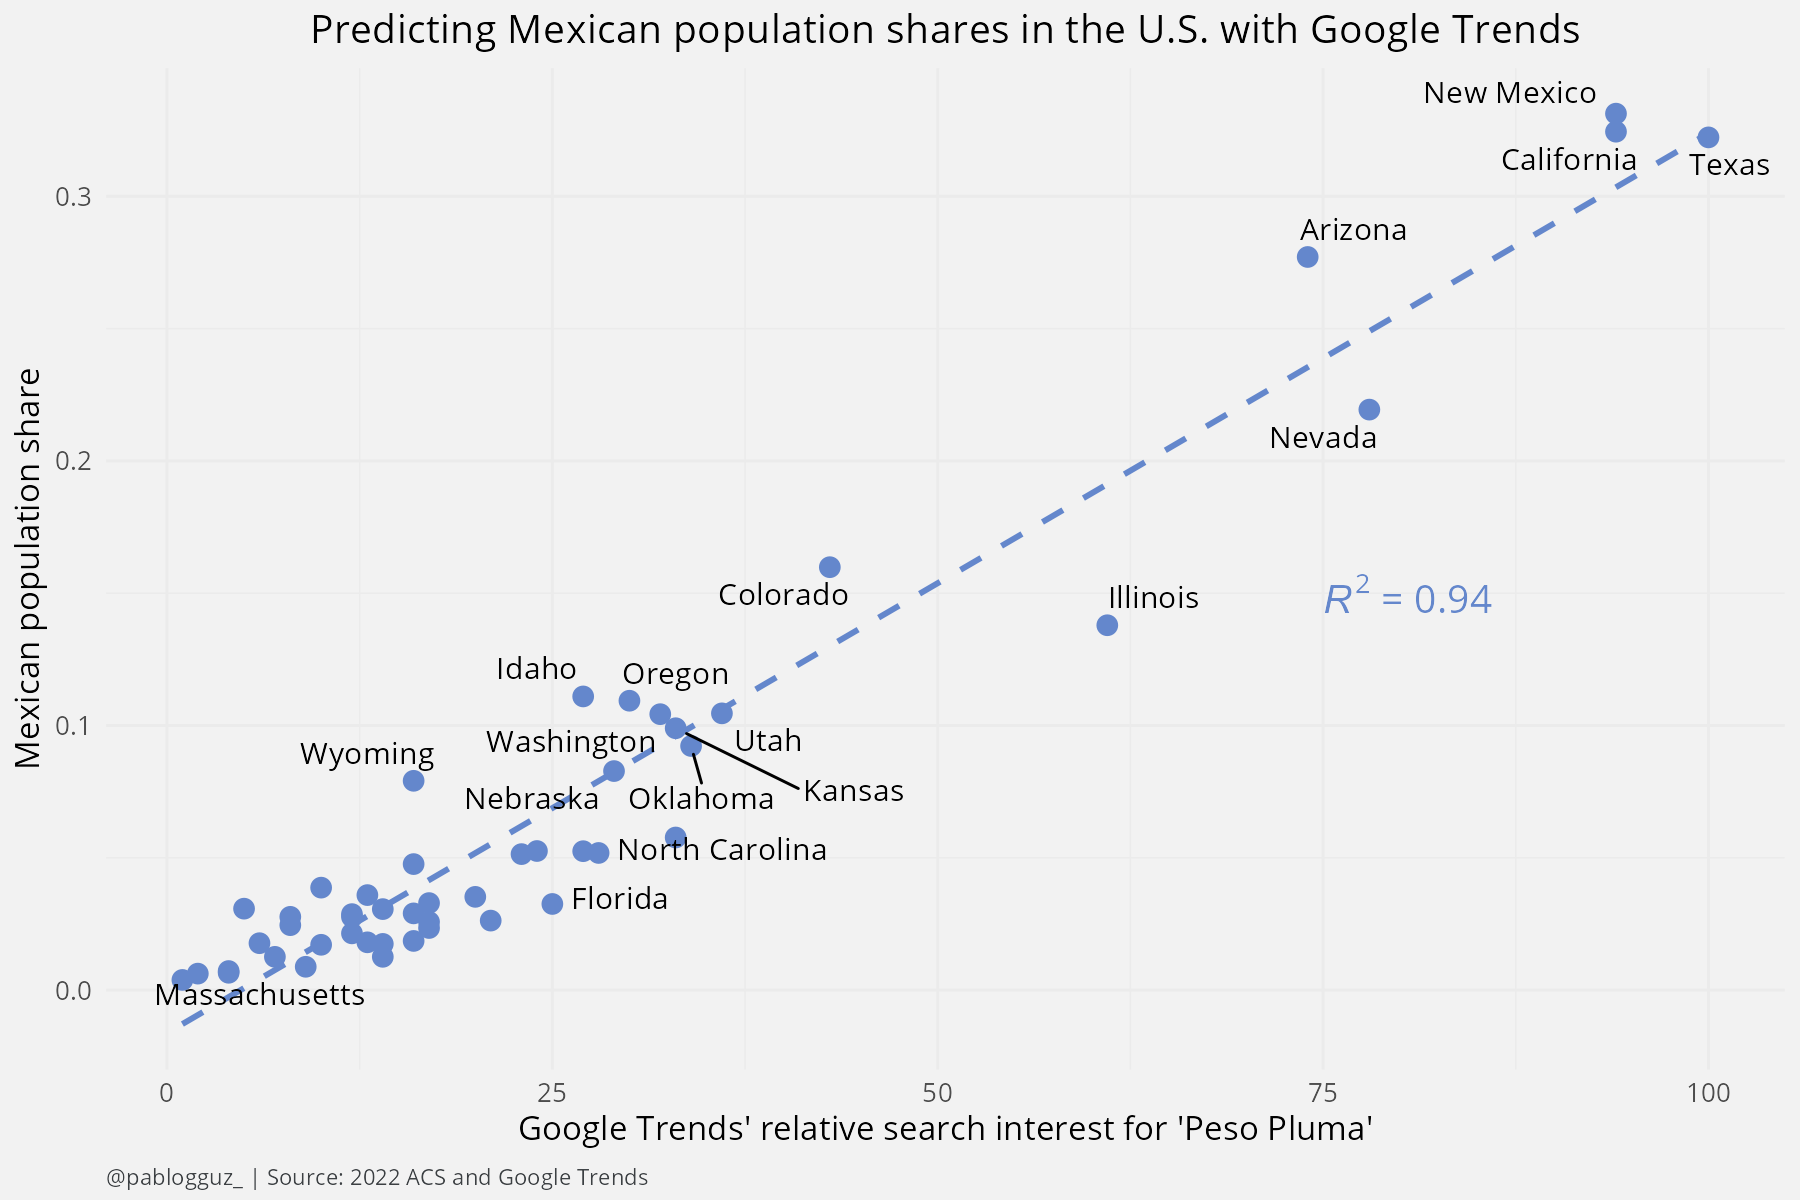 Predicting Mexican population shares in the U.S. with Google Trends
Mexican population share
0.3
0.2
0.1
0.0
New Mexico
California
Texas
Arizona
Nevada
Colorado
Illinois
R² = 0.94
Idaho
Oregon
Washington
Utah
Wyoming
Kansas
Nebraska
Oklahoma
North Carolina
Florida
Massachusetts
0
25
50
75
100
Google Trends' relative search interest for 'Peso Pluma'
@pablogguz_ | Source: 2022 ACS and Google Trends